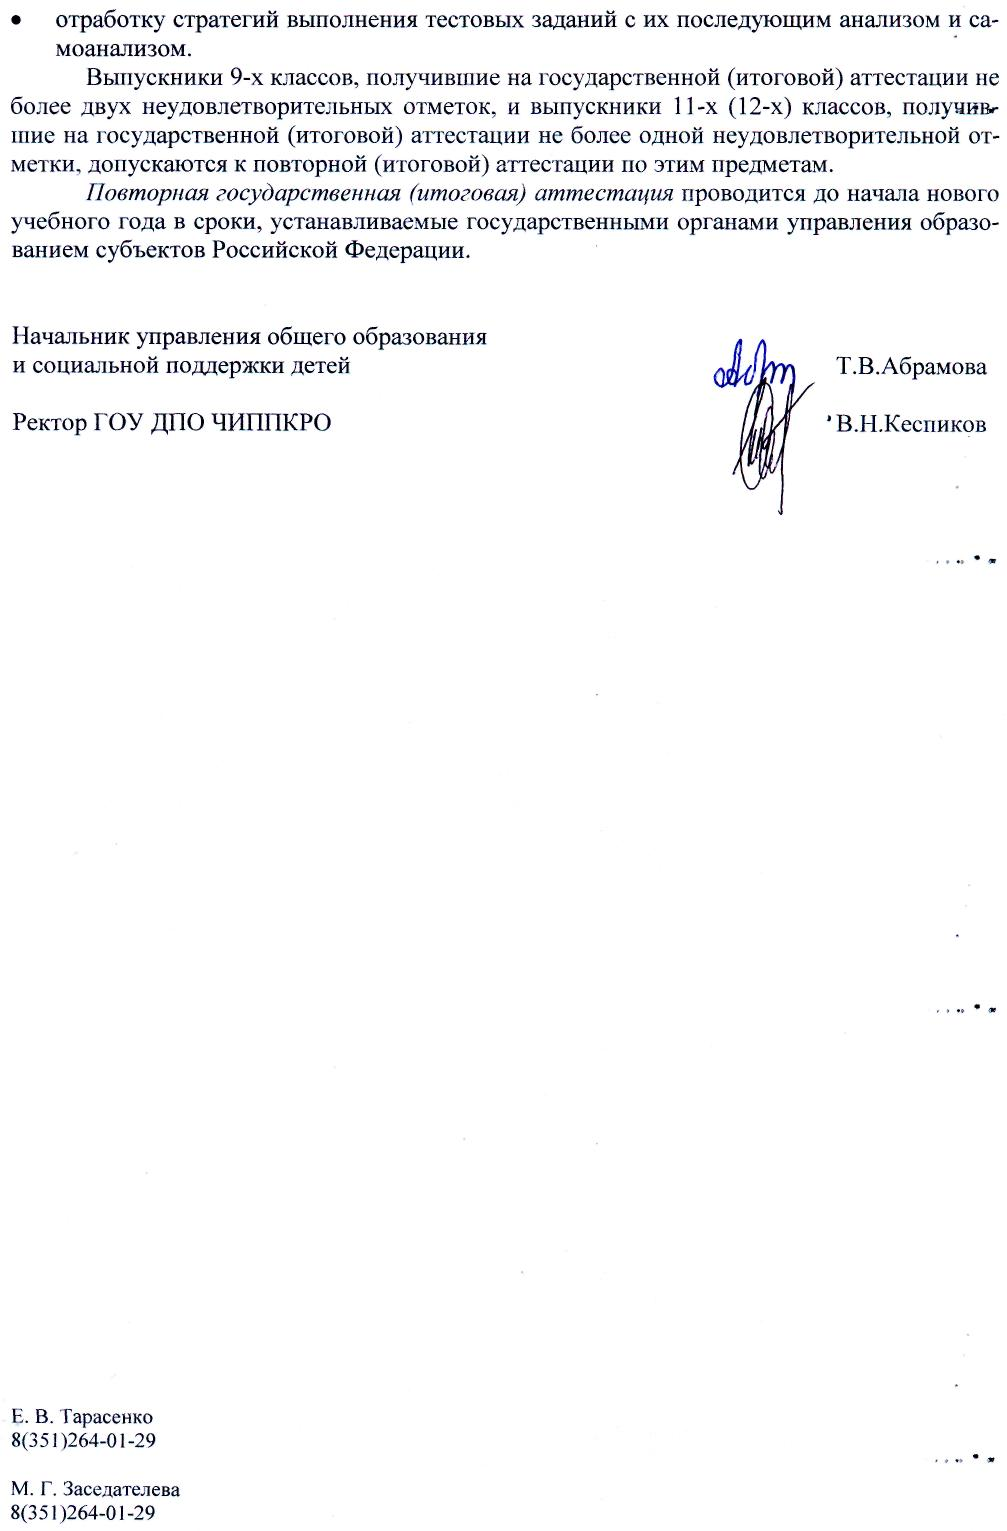 • отработку стратегий выполнения тестовых заданий с их последующим анализом и са-
моанализом.
Выпускники 9-х классов, получившие на государственной (итоговой) аттестации не
более двух неудовлетворительных отметок, и выпускники 11-х (12-х) классов, получив-
шие на государственной (итоговой) аттестации не более одной неудовлетворительной от-
метки, допускаются к повторной (итоговой) аттестации по этим предметам.
Повторная государственная (итоговая) аттестация проводится до начала нового
учебного года в сроки, устанавливаемые государственными органами управления образо-
ванием субъектов Российской Федерации.
Начальник управления общего образования
и социальной поддержки детей Т.В.Абрамова
Ректор ГОУ ДПО ЧИППКРО В.Н.Кеспиков
Е. В. Тарасенко
8(351)264-01-29
М. Г. Заседателева
8(351)264-01-29